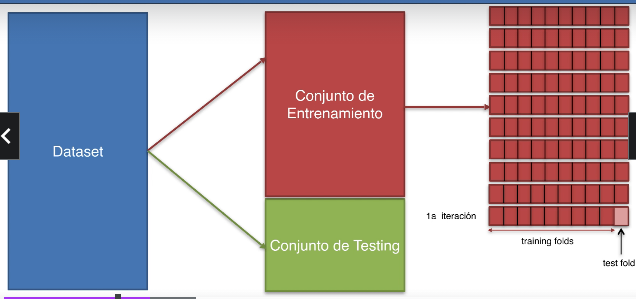 Dataset
Conjunto de
Entrenamiento
Conjunto de Testing
1a iteración
training folds
test fold